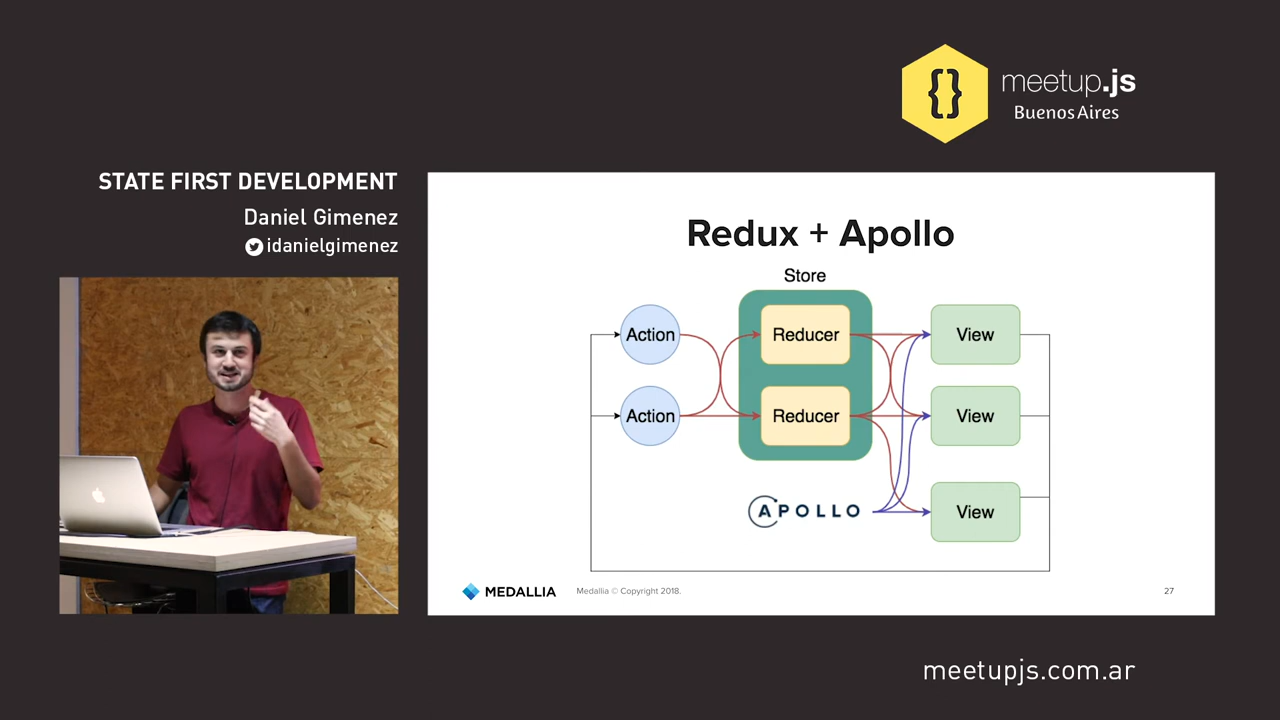 {} meetup.js
Buenos Aires
STATE FIRST DEVELOPMENT
Daniel Gimenez
idanielgimenez
Redux + Apollo
Store
Action
Reducer
View
Action
Reducer
View
APOLLO
View
MEDALLIA
Medallia © Copyright 2018.
27
meetupjs.com.ar